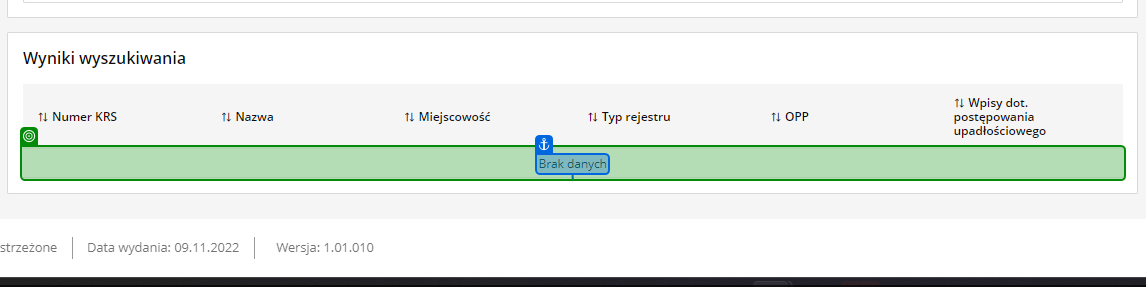 Wyniki wyszukiwania
Numer KRS
Nazwa
Miejscowość
Typ rejestru
OPP
Wpisy dot.
postępowania
upadłościowego
Brak danych
strzeżone
Data wydania: 09.11.2022
Wersja: 1.01.010